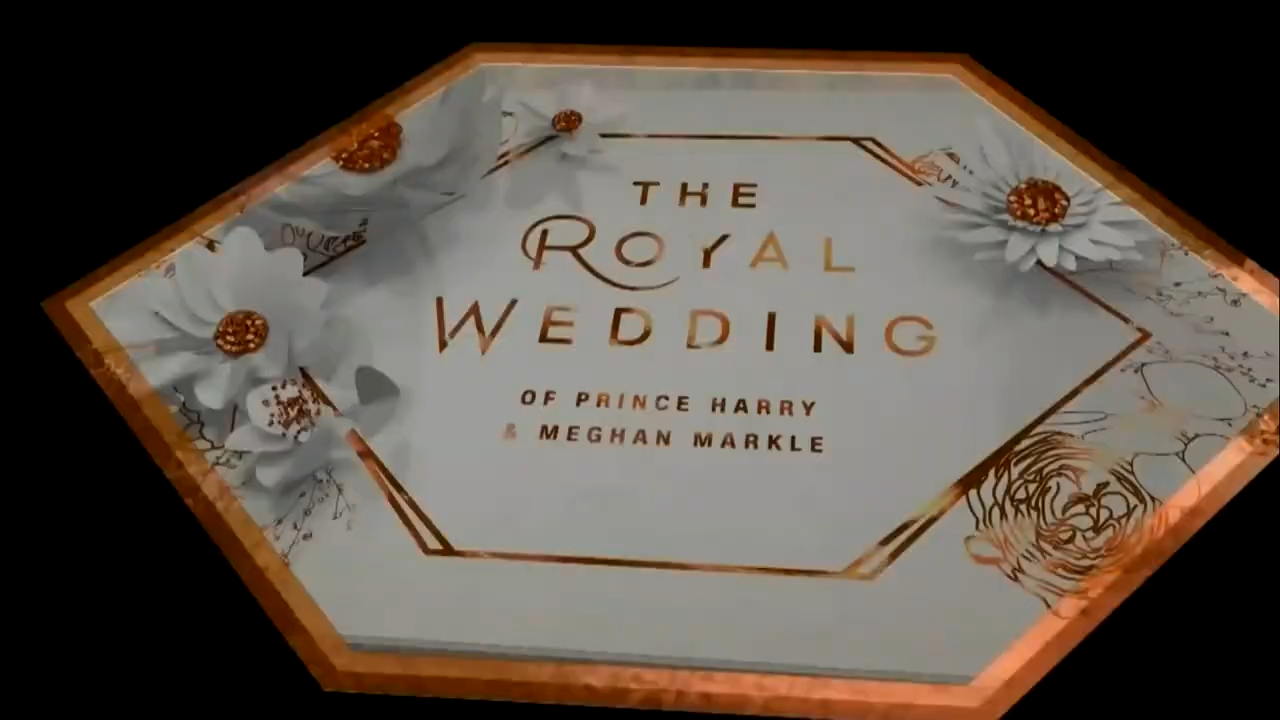 THE
ROYAL
WEDDING
OF PRINCE HARRY
& MEGHAN MARKLE